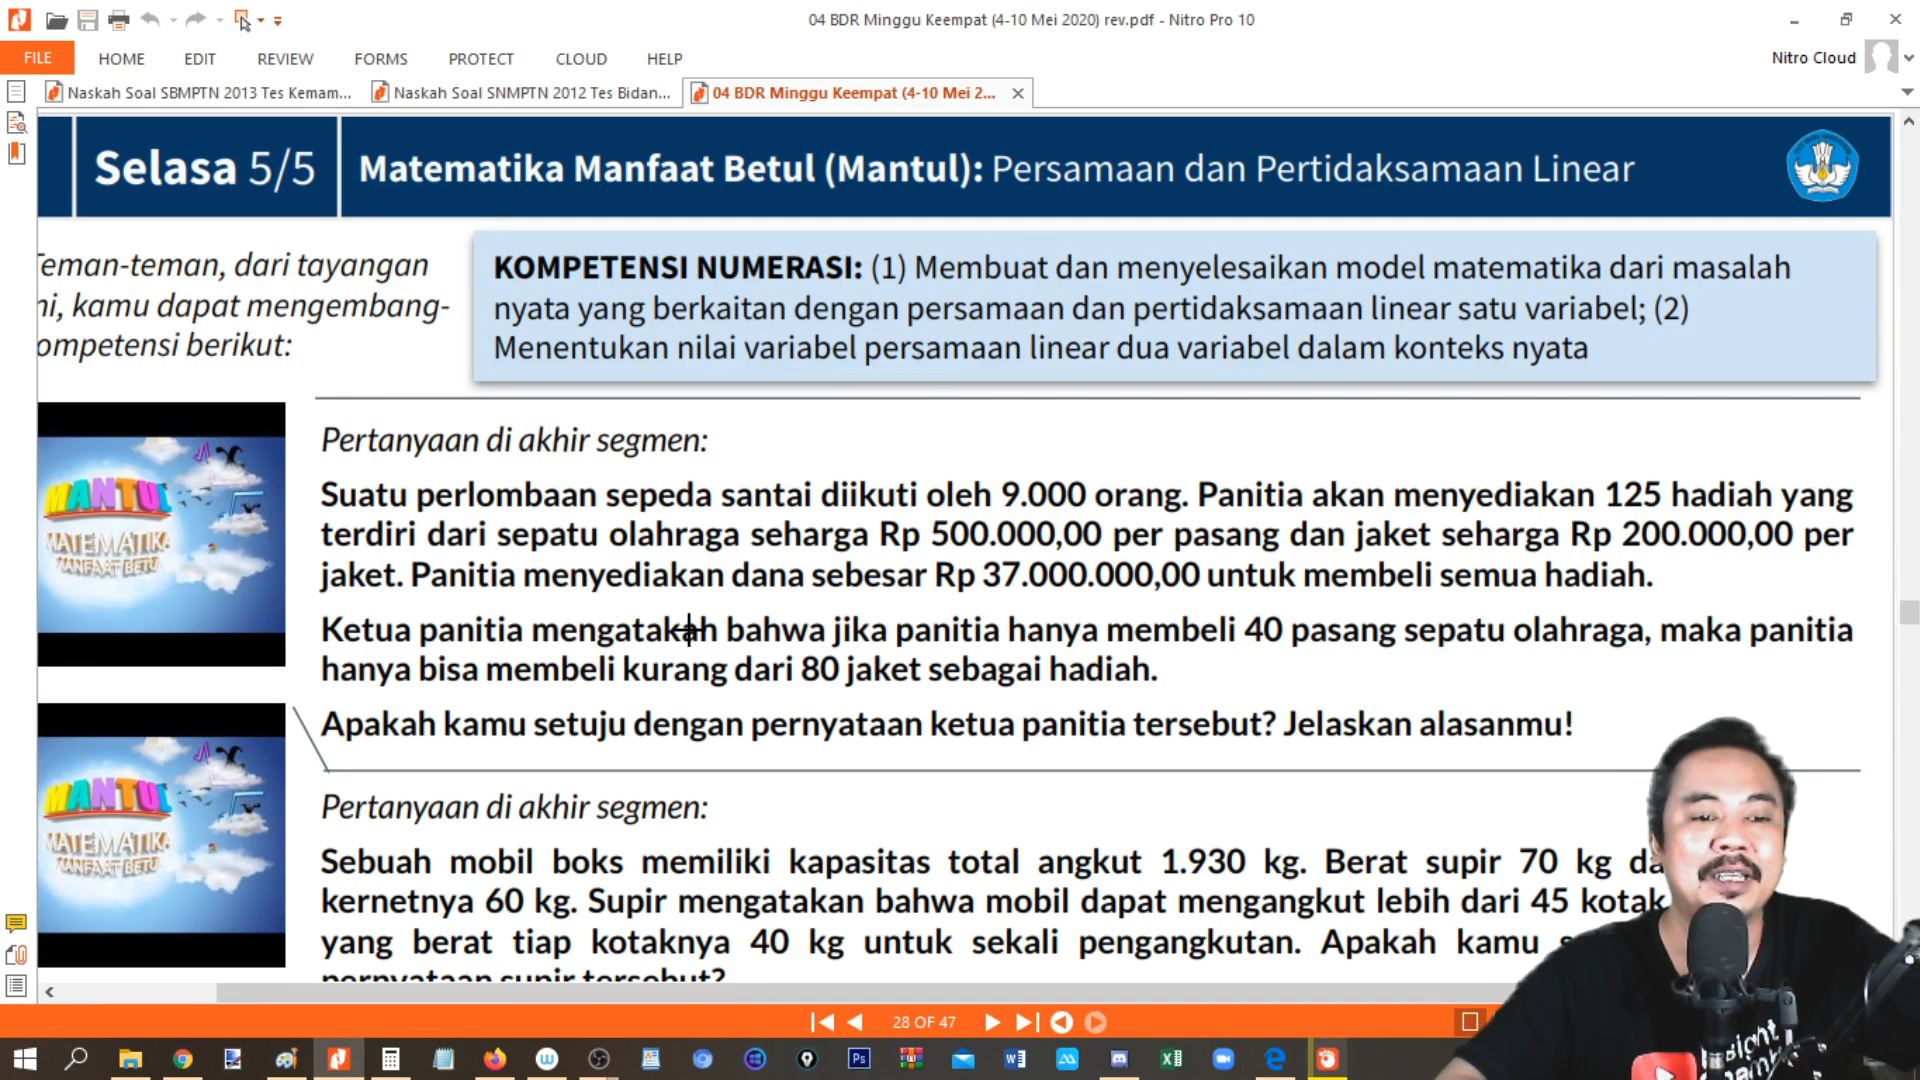 04 BDR Minggu Keempat (4-10 Mei 2020) rev.pdf - Nitro Pro 10
FILE HOME EDIT REVIEW FORMS PROTECT CLOUD HELP Nitro Cloud
Naskah Soal SBMPTN 2013 Tes Kemam... Naskah Soal SNMPTN 2012 Tes Bidan... 04 BDR Minggu Keempat (4-10 Mei 2...
Selasa 5/5 Matematika Manfaat Betul (Mantul): Persamaan dan Pertidaksamaan Linear
eman-teman, dari tayangan
ni, kamu dapat mengembang-
ompetensi berikut:
KOMPETENSI NUMERASI: (1) Membuat dan menyelesaikan model matematika dari masalah
nyata yang berkaitan dengan persamaan dan pertidaksamaan linear satu variabel; (2)
Menentukan nilai variabel persamaan linear dua variabel dalam konteks nyata
MANTUL
MATEMATIKA
MANFAAT BETU
Pertanyaan di akhir segmen:
Suatu perlombaan sepeda santai diikuti oleh 9.000 orang. Panitia akan menyediakan 125 hadiah yang
terdiri dari sepatu olahraga seharga Rp 500.000,00 per pasang dan jaket seharga Rp 200.000,00 per
jaket. Panitia menyediakan dana sebesar Rp 37.000.000,00 untuk membeli semua hadiah.
Ketua panitia mengatakah bahwa jika panitia hanya membeli 40 pasang sepatu olahraga, maka panitia
hanya bisa membeli kurang dari 80 jaket sebagai hadiah.
Apakah kamu setuju dengan pernyataan ketua panitia tersebut? Jelaskan alasanmu!
MANTUL
MATEMATIKA
MANFAAT BETU
Pertanyaan di akhir segmen:
Sebuah mobil boks memiliki kapasitas total angkut 1.930 kg. Berat supir 70 kg da
kernetnya 60 kg. Supir mengatakan bahwa mobil dapat mengangkut lebih dari 45 kotak
yang berat tiap kotaknya 40 kg untuk sekali pengangkutan. Apakah kamu s
pernyataan supir tersebut?
28 OF 47